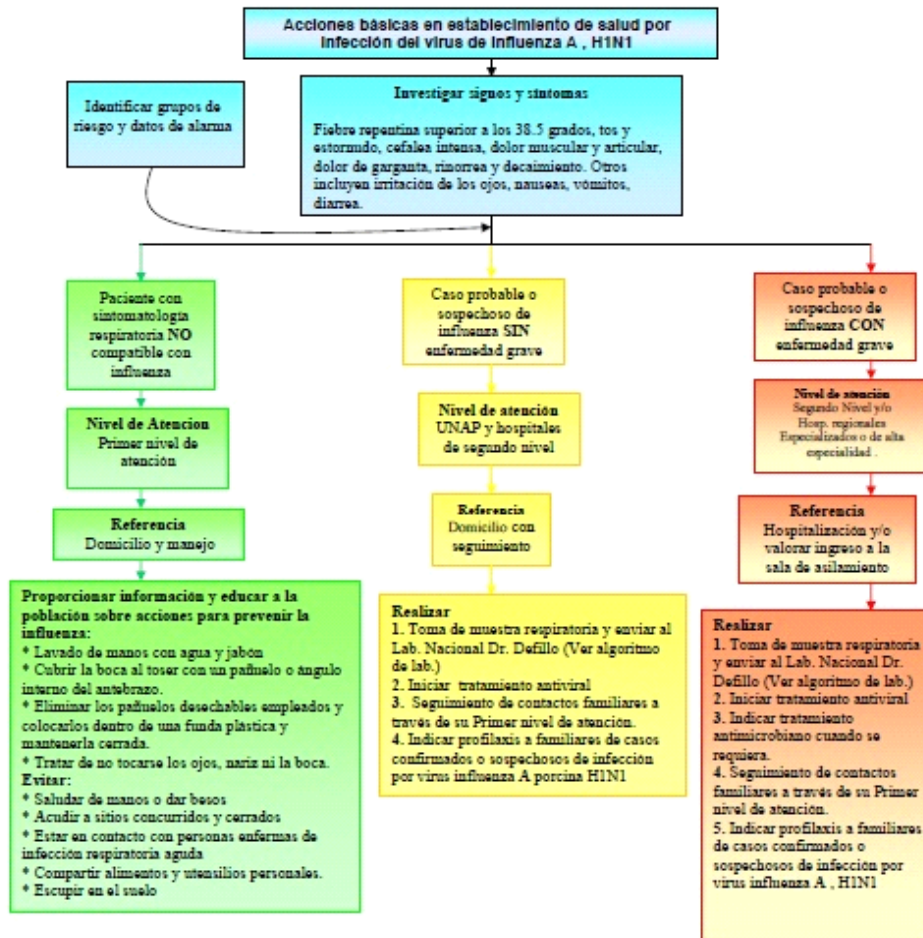 Acciones básicas en establecimiento de salud por
infección del virus de influenza A , H1N1
Identificar grupos de
riesgo y datos de alarma
Investigar signos y síntomas
Fiebre repentina superior a los 38.5 grados, tos y
estornudo, cefalea intensa, dolor muscular y articular,
dolor de garganta, rinorrea y decaimiento. Otros
incluyen irritación de los ojos, nauseas, vómitos,
diarrea.
Paciente con
sintomatología
respiratoria NO
compatible con
influenza
Nivel de Atención
Primer nivel de
atención
Referencia
Domicilio y manejo
Proporcionar información y educar a la
población sobre acciones para prevenir la
influenza:
* Lavado de manos con agua y jabón
* Cubrir la boca al toser con un pañuelo o ángulo
interno del antebrazo.
* Eliminar los pañuelos desechables empleados y
colocarlos dentro de una funda plástica y
mantenerla cerrada.
* Tratar de no tocarse los ojos, nariz ni la boca.
Evitar:
* Saludar de manos o dar besos
* Acudir a sitios concurridos y cerrados
* Estar en contacto con personas enfermas de
infección respiratoria aguda
* Compartir alimentos y utensilios personales.
* Escupir en el suelo
Caso probable o
sospechoso de
influenza SIN
enfermedad grave
Nivel de atención
UNAP y hospitales
de segundo nivel
Referencia
Domicilio con
seguimiento
Realizar
1. Toma de muestra respiratoria y enviar al
Lab. Nacional Dr. Defillo (Ver algoritmo
de lab.)
2. Iniciar tratamiento antiviral
3. Seguimiento de contactos familiares a
través de su Primer nivel de atención.
4. Indicar profilaxis a familiares de casos
confirmados o sospechosos de infección
por virus influenza A porcina H1N1
Caso probable o
sospechoso de
influenza CON
enfermedad grave
Nivel de atención
Segundo Nivel y/o
Hosp. regionales
Especializados o de alta
especialidad .
Referencia
Hospitalización y/o
valorar ingreso a la
sala de asilamiento
Realizar
1. Toma de muestra respiratoria
y enviar al Lab. Nacional Dr.
Defillo (Ver algoritmo de lab.)
2. Iniciar tratamiento antiviral
3. Indicar tratamiento
antimicrobiano cuando se
requiera.
4. Seguimiento de contactos
familiares a través de su Primer
nivel de atención.
5. Indicar profilaxis a familiares
de casos confirmados o
sospechosos de infección por
virus influenza A , H1N1